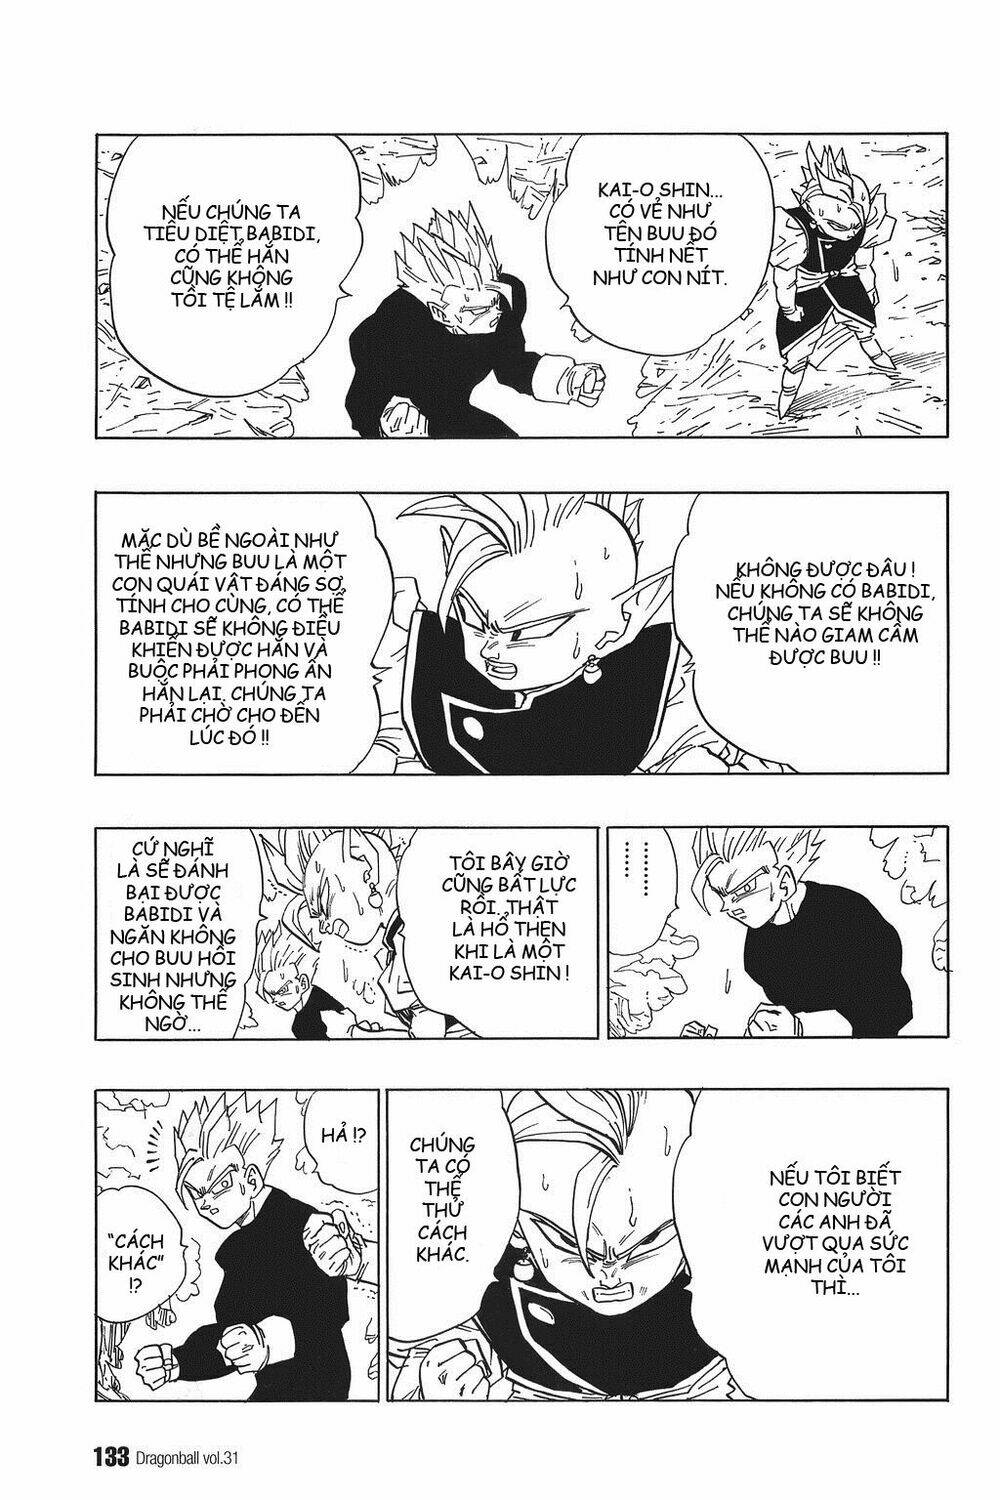 KAI-O SHIN...
CÓ VẺ NHƯ
TÊN BUU ĐÓ
TÍNH NẾT
NHƯ CON NÍT.
NẾU CHÚNG TA
TIÊU DIỆT BABIDI,
CÓ THỂ HẮN
CŨNG KHÔNG
TỒI TỆ LẮM !!
KHÔNG ĐƯỢC ĐÂU !
NẾU KHÔNG CÓ BABIDI,
CHÚNG TA SẼ KHÔNG
THỂ NÀO GIAM CẦM
ĐƯỢC BUU !!
MẶC DÙ BỀ NGOÀI NHƯ
THẾ NHƯNG BUU LÀ MỘT
CON QUÁI VẬT ĐÁNG SỢ,
TÍNH CHO CÙNG, CÓ THỂ
BABIDI SẼ KHÔNG ĐIỀU
KHIỂN ĐƯỢC HẮN VÀ
BUỘC PHẢI PHONG ẤN
HẮN LẠI. CHÚNG TA
PHẢI CHỜ CHO ĐẾN
LÚC ĐÓ !!
.........
TÔI BÂY GIỜ
CŨNG BẤT LỰC
RỒI. THẬT
LÀ HỔ THẸN
KHI LÀ MỘT
KAI-O SHIN !
CỨ NGHĨ
LÀ SẼ ĐÁNH
BẠI ĐƯỢC
BABIDI VÀ
NGĂN KHÔNG
CHO BUU HỒI
SINH NHƯNG
KHÔNG THỂ
NGỜ...
NẾU TÔI BIẾT
CON NGƯỜI
CÁC ANH ĐÃ
VƯỢT QUA SỨC
MẠNH CỦA TÔI
THÌ...
CHÚNG
TA CÓ
THỂ
THỬ
CÁCH
KHÁC.
HẢ !?
"CÁCH
KHÁC"
!?
133 Dragonball vol.31